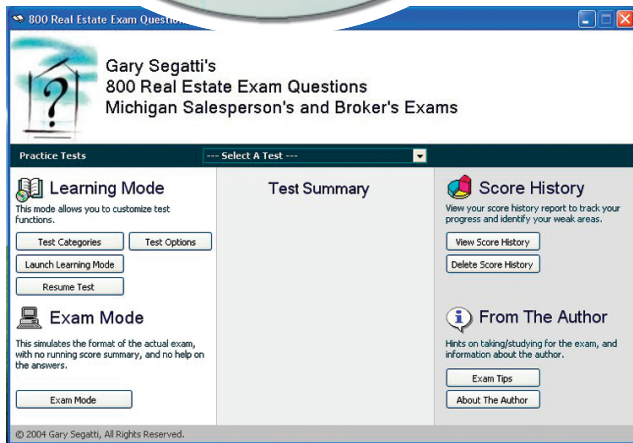 800 Real Estate Exam
Gary Segatti's
800 Real Estate Exam Questions
Michigan Salesperson's and Broker's Exams
Practice Tests
--- Select A Test ---
Learning Mode
This mode allows you to customize test
functions.
Test Categories
Test Options
Launch Learning Mode
Resume Test
Exam Mode
This simulates the format of the actual exam,
with no running score summary, and no help on
the answers.
Exam Mode
Test Summary
Score History
View your score history report to track your
progress and identify your weak areas.
View Score History
Delete Score History
From The Author
Hints on taking/studying for the exam, and
information about the author.
Exam Tips
About The Author
© 2004 Gary Segatti, All Rights Reserved.